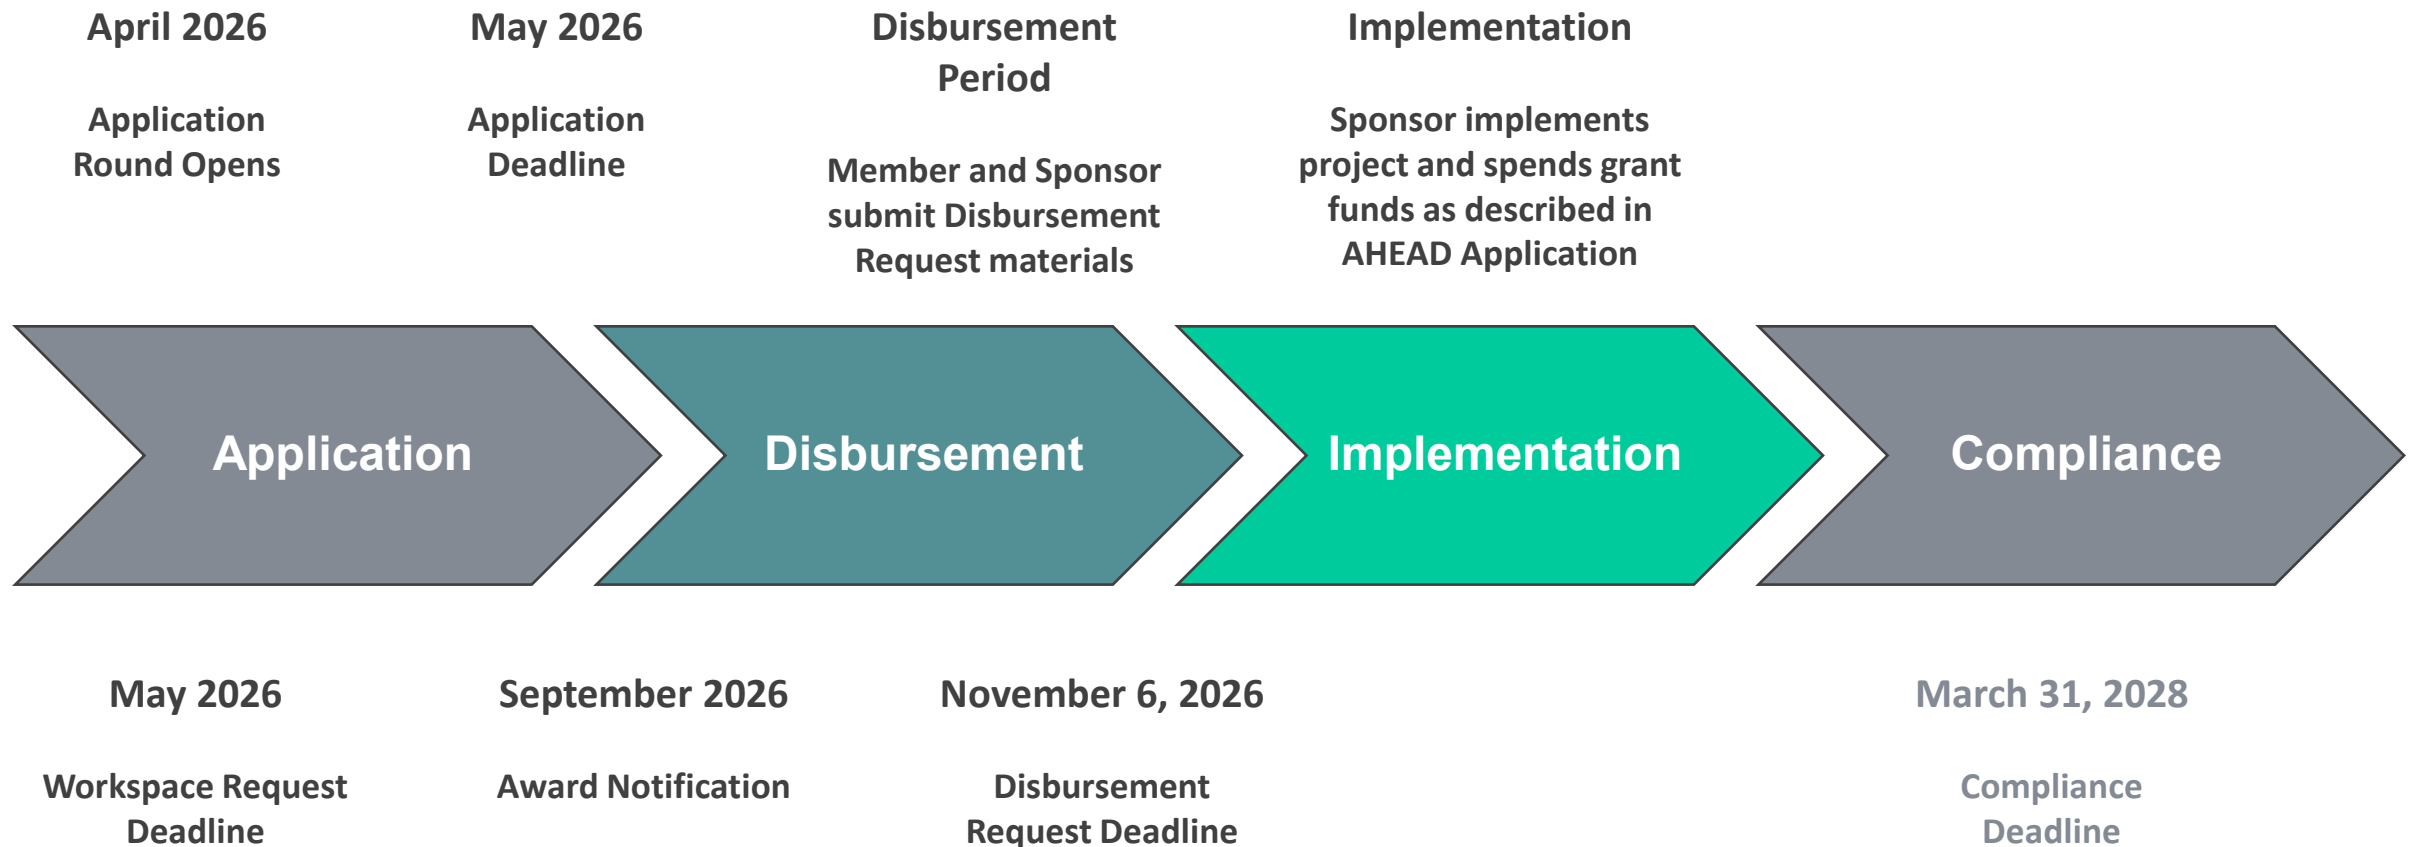 April 2026
Application
Round Opens
May 2026
Application
Deadline
Disbursement
Period
Member and Sponsor
submit Disbursement
Request materials
Implementation
Sponsor implements
project and spends grant
funds as described in
AHEAD Application
Application
Disbursement
Implementation
Compliance
May 2026
Workspace Request
Deadline
September 2026
Award Notification
November 6, 2026
Disbursement
Request Deadline
March 31, 2028
Compliance
Deadline